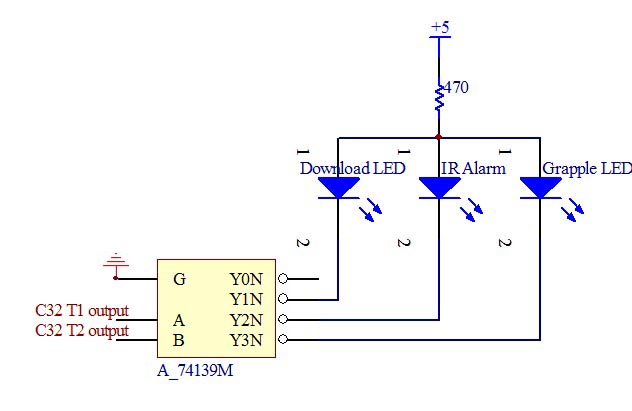 +5
470
1 1 1
Download LED IR Alarm Grapple LED
2 2 2
G Y0N
Y1N
C32 T1 output A Y2N
C32 T2 output B Y3N
A_74139M